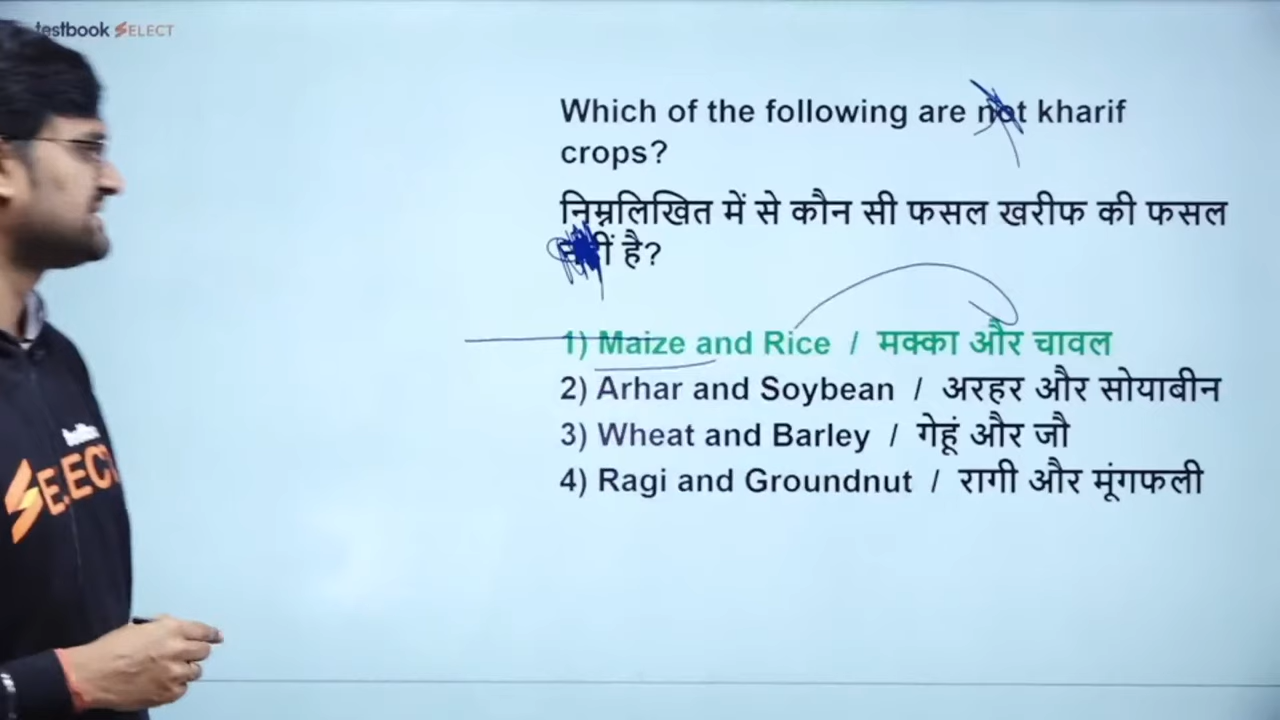 testbook SELECT
Which of the following are not kharif
crops?
निम्नलिखित में से कौन सी फसल खरीफ की फसल
है?
1) Maize and Rice / मक्का और चावल
2) Arhar and Soybean / अरहर और सोयाबीन
3) Wheat and Barley / गेहूं और जौ
4) Ragi and Groundnut / रागी और मूंगफली
SELECT